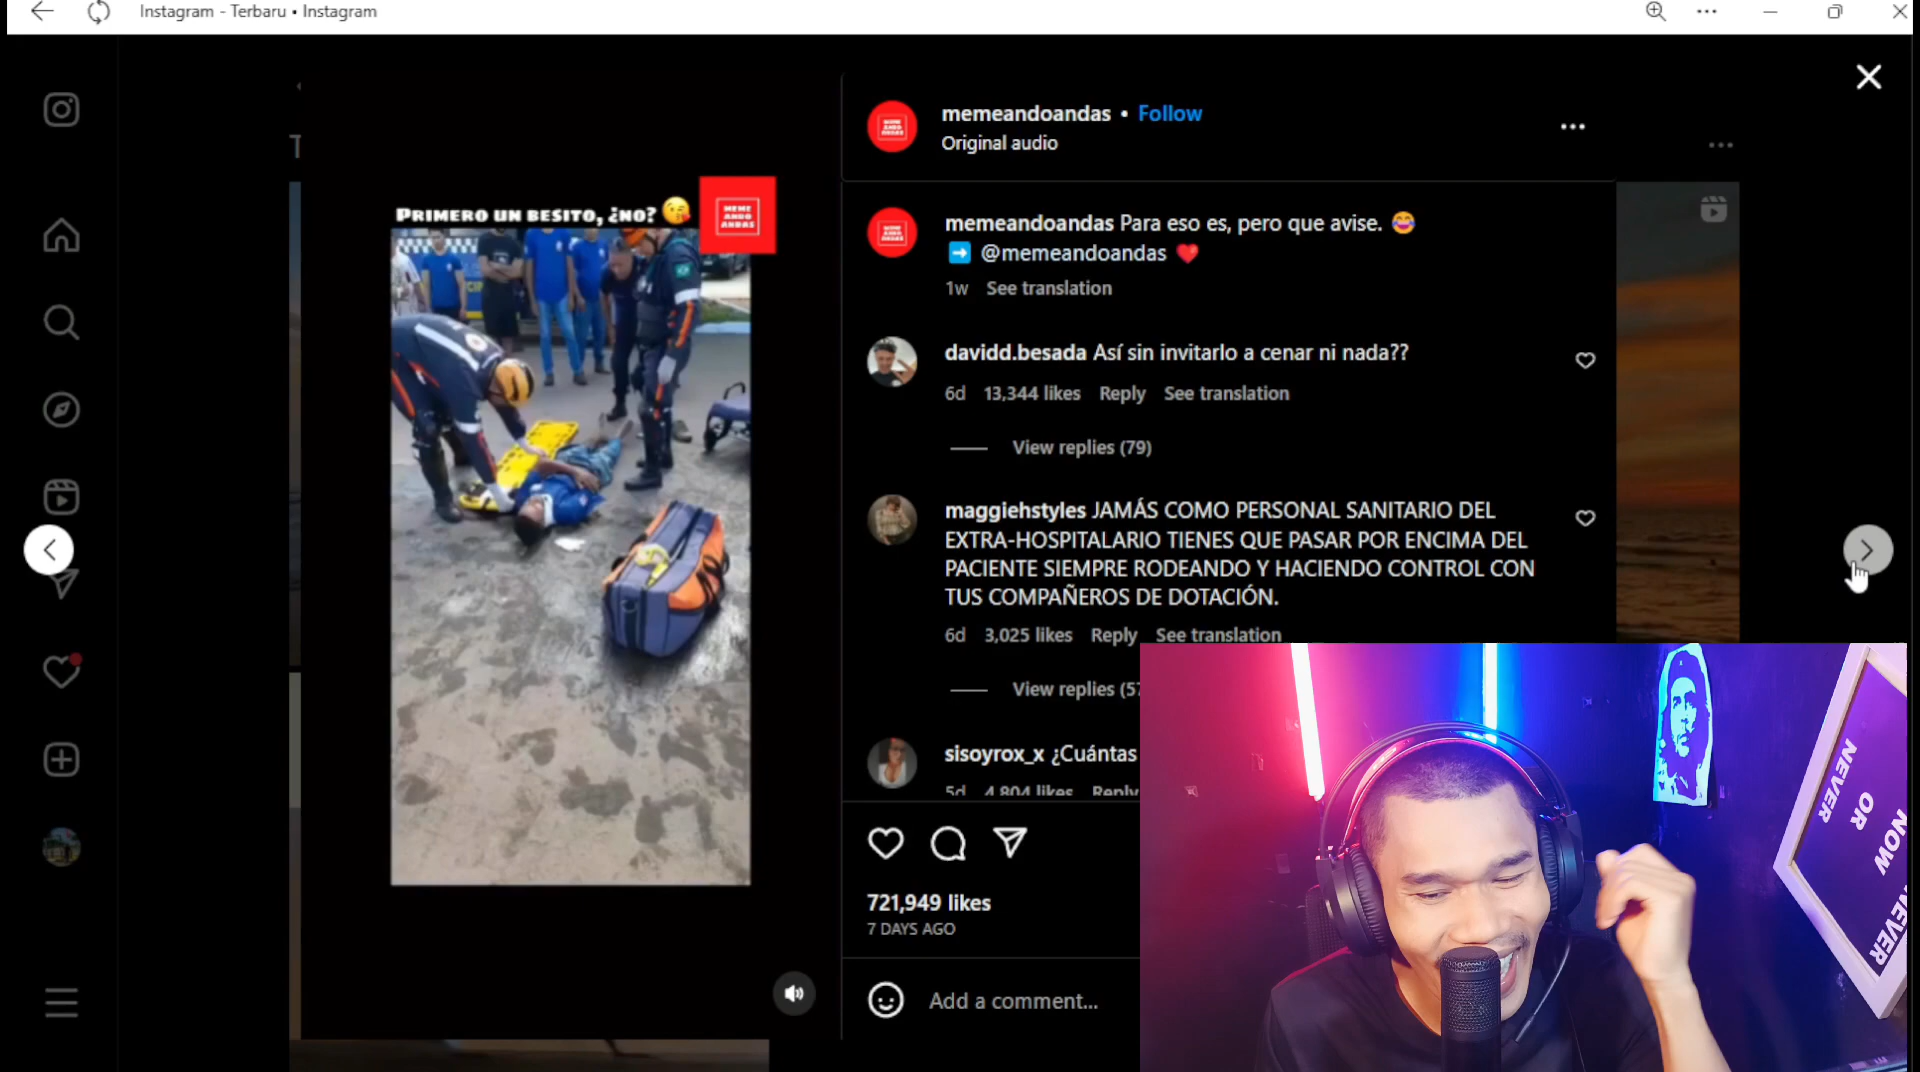 Instagram - Terbaru • Instagram
memeandoandas • Follow
Original audio
T
PRIMERO UN BESITO, ¿NO? 😘
MEME
ANDO
ANDAS
memeandoandas Para eso es, pero que avise. 😂
➡️ @memeandoandas ❤️
1w See translation
davidd.besada Así sin invitarlo a cenar ni nada??
6d 13,344 likes Reply See translation
View replies (79)
maggiehstyles JAMÁS COMO PERSONAL SANITARIO DEL
EXTRA-HOSPITALARIO TIENES QUE PASAR POR ENCIMA DEL
PACIENTE SIEMPRE RODEANDO Y HACIENDO CONTROL CON
TUS COMPAÑEROS DE DOTACIÓN.
6d 3,025 likes Reply See translation
View replies (57
sisoyrox_x ¿Cuántas
5d 4,804 likes Reply
721,949 likes
7 DAYS AGO
Add a comment...
NEVER
OR
NOW
NEVER